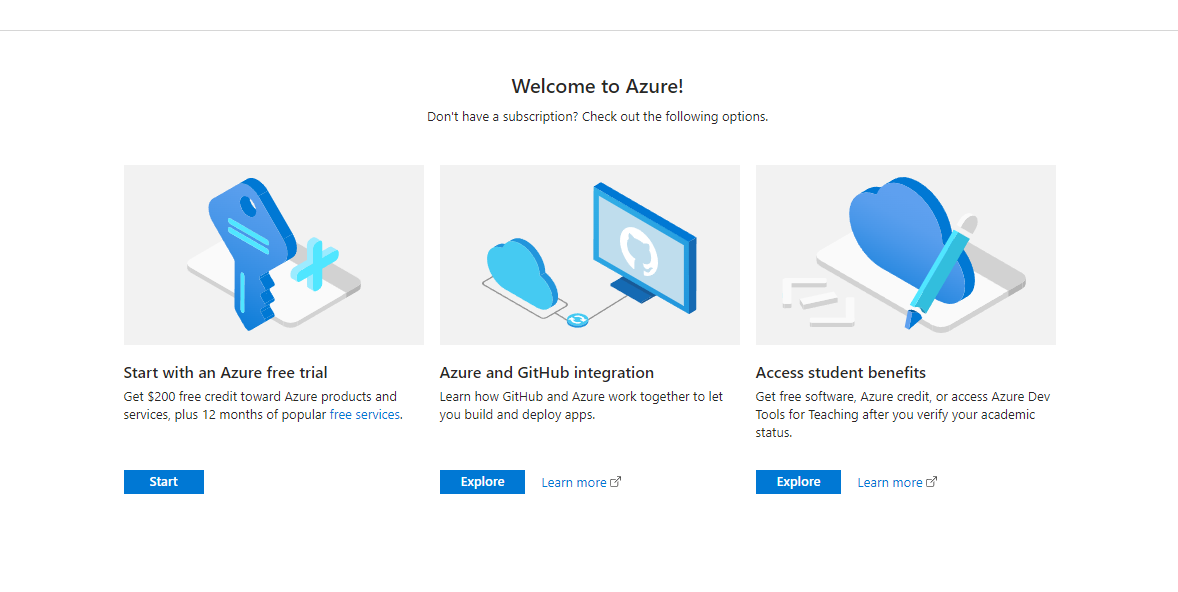 Welcome to Azure!
Don't have a subscription? Check out the following options.
Start with an Azure free trial
Get $200 free credit toward Azure products and
services, plus 12 months of popular free services.
Start
Azure and GitHub integration
Learn how GitHub and Azure work together to let
you build and deploy apps.
Explore
Learn more
Access student benefits
Get free software, Azure credit, or access Azure Dev
Tools for Teaching after you verify your academic
status.
Explore
Learn more